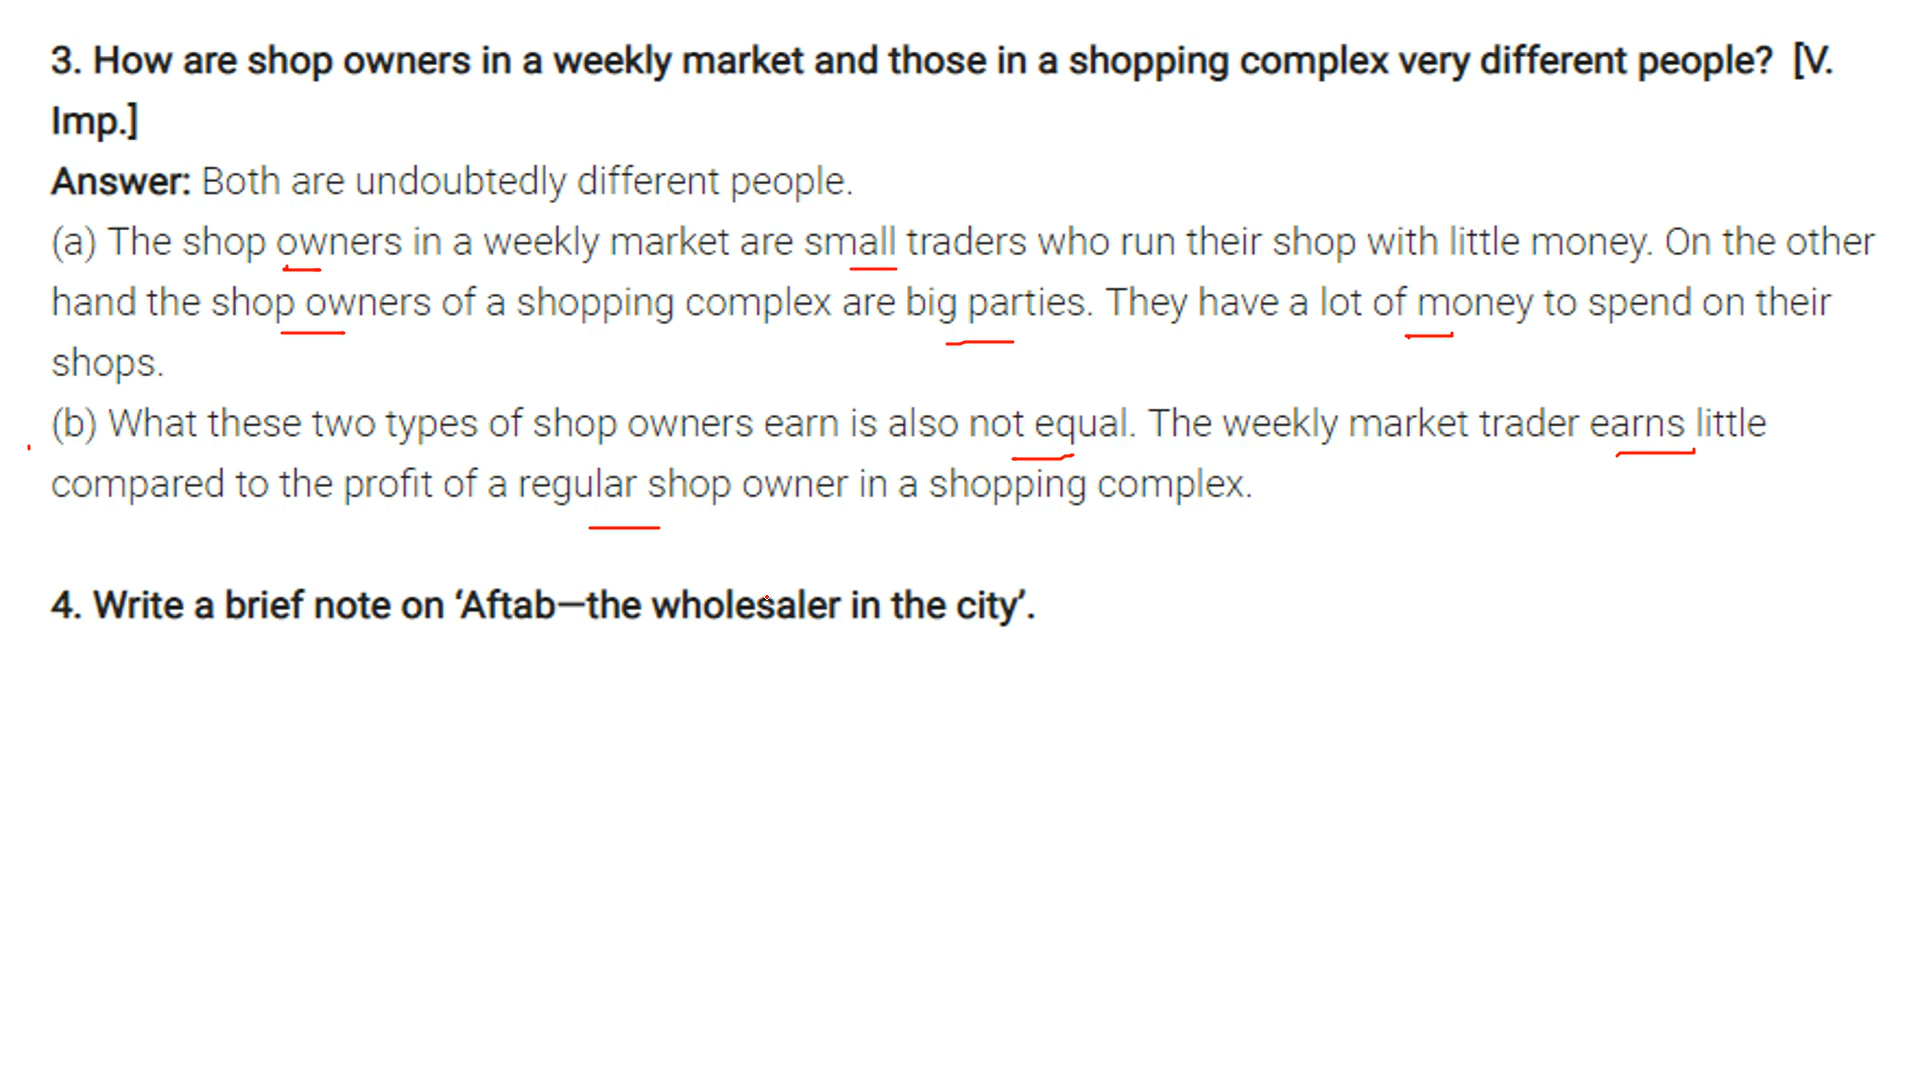 3. How are shop owners in a weekly market and those in a shopping complex very different people? [V.
Imp.]
Answer: Both are undoubtedly different people.
(a) The shop owners in a weekly market are small traders who run their shop with little money. On the other
hand the shop owners of a shopping complex are big parties. They have a lot of money to spend on their
shops.
(b) What these two types of shop owners earn is also not equal. The weekly market trader earns little
compared to the profit of a regular shop owner in a shopping complex.
4. Write a brief note on ‘Aftab—the wholesaler in the city’.